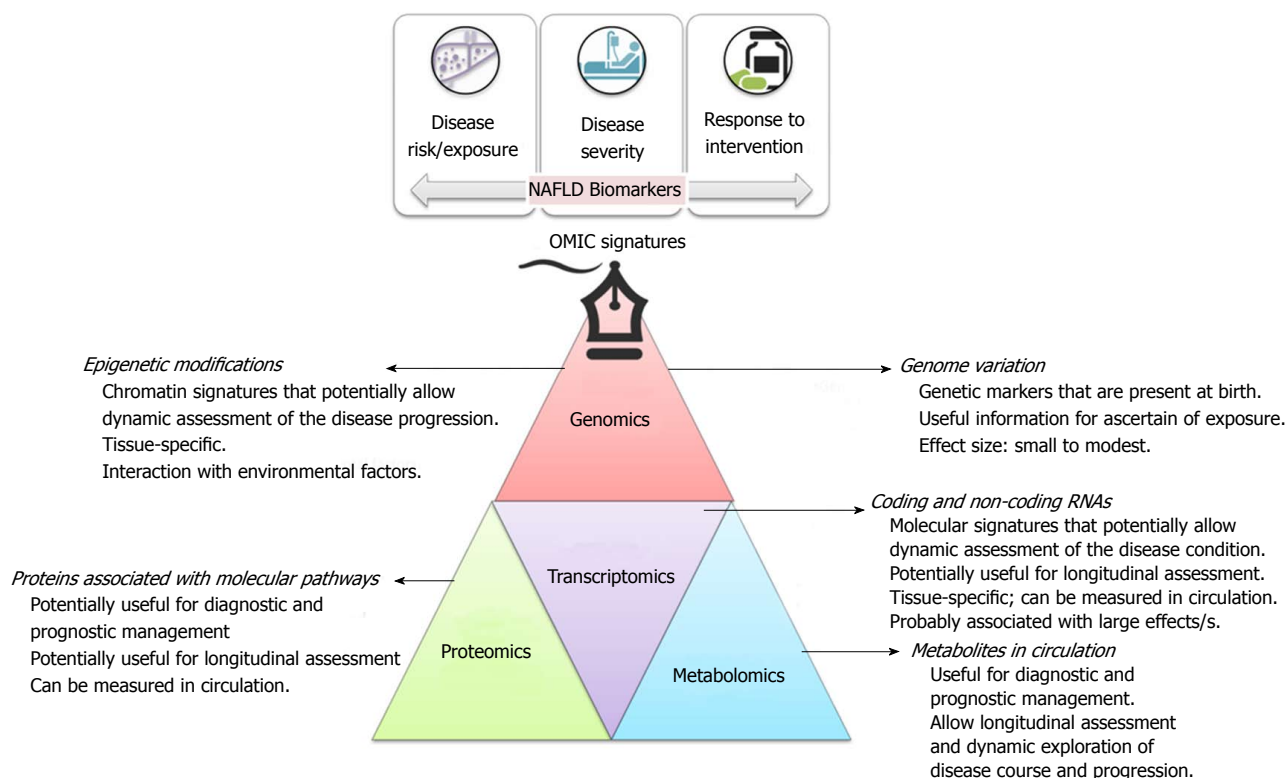 Disease
risk/exposure
Disease
severity
Response to
intervention
NAFLD Biomarkers
OMIC signatures
Epigenetic modifications
Chromatin signatures that potentially allow
dynamic assessment of the disease progression.
Tissue-specific.
Interaction with environmental factors.
Genomics
Genome variation
Genetic markers that are present at birth.
Useful information for ascertain of exposure.
Effect size: small to modest.
Coding and non-coding RNAs
Molecular signatures that potentially allow
dynamic assessment of the disease condition.
Potentially useful for longitudinal assessment.
Tissue-specific; can be measured in circulation.
Probably associated with large effects/s.
Proteins associated with molecular pathways
Potentially useful for diagnostic and
prognostic management
Potentially useful for longitudinal assessment
Can be measured in circulation.
Transcriptomics
Proteomics
Metabolomics
Metabolites in circulation
Useful for diagnostic and
prognostic management.
Allow longitudinal assessment
and dynamic exploration of
disease course and progression.